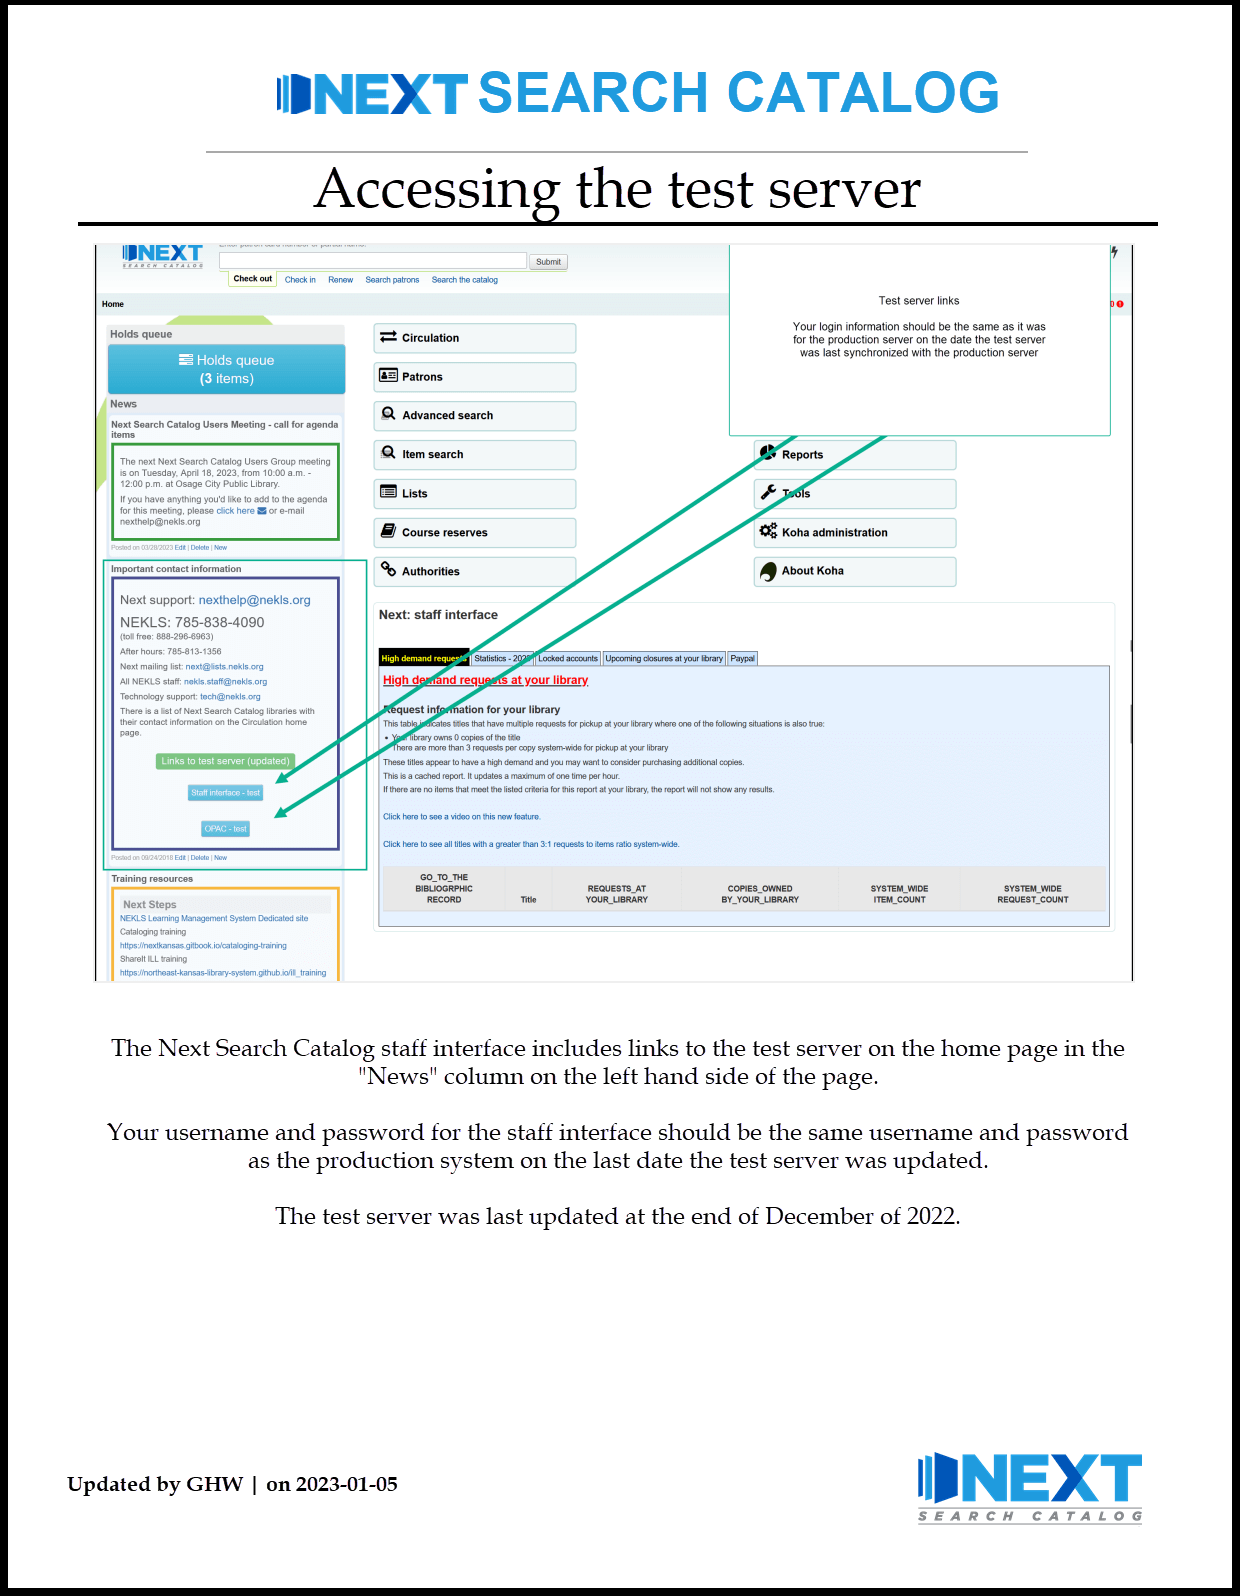 NEXT SEARCH CATALOG
Accessing the test server
NEXT
SEARCH CATALOG
Submit
Check out Check in Renew Search patrons Search the catalog
Home
Test server links
Your login information should be the same as it was
for the production server on the date the test server
was last synchronized with the production server
Holds queue
Holds queue
(3 items)
News
Next Search Catalog Users Meeting - call for agenda
items
The next Next Search Catalog Users Group meeting
is on Tuesday, April 18, 2023, from 10:00 a.m. -
12:00 p.m. at Osage City Public Library.
If you have anything you'd like to add to the agenda
for this meeting, please click here or e-mail
nexthelp@nekls.org
Posted on 03/28/2023 Edit | Delete | New
Important contact information
Next support: nexthelp@nekls.org
NEKLS: 785-838-4090
(toll free: 888-296-6963)
After hours: 785-813-1356
Next mailing list: next@lists.nekls.org
All NEKLS staff: nekls.staff@nekls.org
Technology support: tech@nekls.org
There is a list of Next Search Catalog libraries with
their contact information on the Circulation home
page.
Links to test server (updated)
Staff interface - test
OPAC - test
Posted on 09/24/2018 Edit | Delete | New
Training resources
Next Steps
NEKLS Learning Management System Dedicated site
Cataloging training
https://nextkansas.gitbook.io/cataloging-training
ShareIt ILL training
https://northeast-kansas-library-system.github.io/ill_training
Circulation
Patrons
Advanced search
Item search
Lists
Course reserves
Authorities
Reports
Tools
Koha administration
About Koha
Next: staff interface
High demand requests Statistics - 2022 Locked accounts Upcoming closures at your library Paypal
High demand requests at your library
Request information for your library
This table indicates titles that have multiple requests for pickup at your library where one of the following situations is also true:
• Your library owns 0 copies of the title
There are more than 3 requests per copy system-wide for pickup at your library
These titles appear to have a high demand and you may want to consider purchasing additional copies.
This is a cached report. It updates a maximum of one time per hour.
If there are no items that meet the listed criteria for this report at your library, the report will not show any results.
Click here to see a video on this new feature.
Click here to see all titles with a greater than 3:1 requests to items ratio system-wide.
GO_TO_THE
BIBLIOGRPHIC
RECORD
Title
REQUESTS_AT
YOUR_LIBRARY
COPIES_OWNED
BY_YOUR_LIBRARY
SYSTEM_WIDE
ITEM_COUNT
SYSTEM_WIDE
REQUEST_COUNT
The Next Search Catalog staff interface includes links to the test server on the home page in the
"News" column on the left hand side of the page.
Your username and password for the staff interface should be the same username and password
as the production system on the last date the test server was updated.
The test server was last updated at the end of December of 2022.
Updated by GHW | on 2023-01-05
NEXT
SEARCH CATALOG